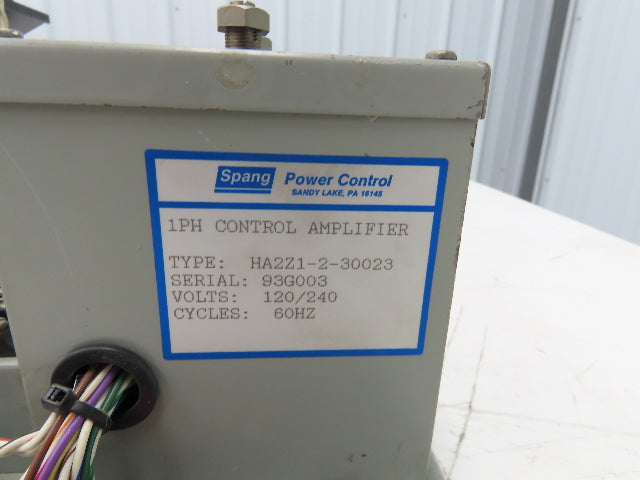 Spang Power Control
SANDY LAKE, PA 16145
1PH CONTROL AMPLIFIER
TYPE: HA2Z1-2-30023
SERIAL: 93G003
VOLTS: 120/240
CYCLES: 60HZ